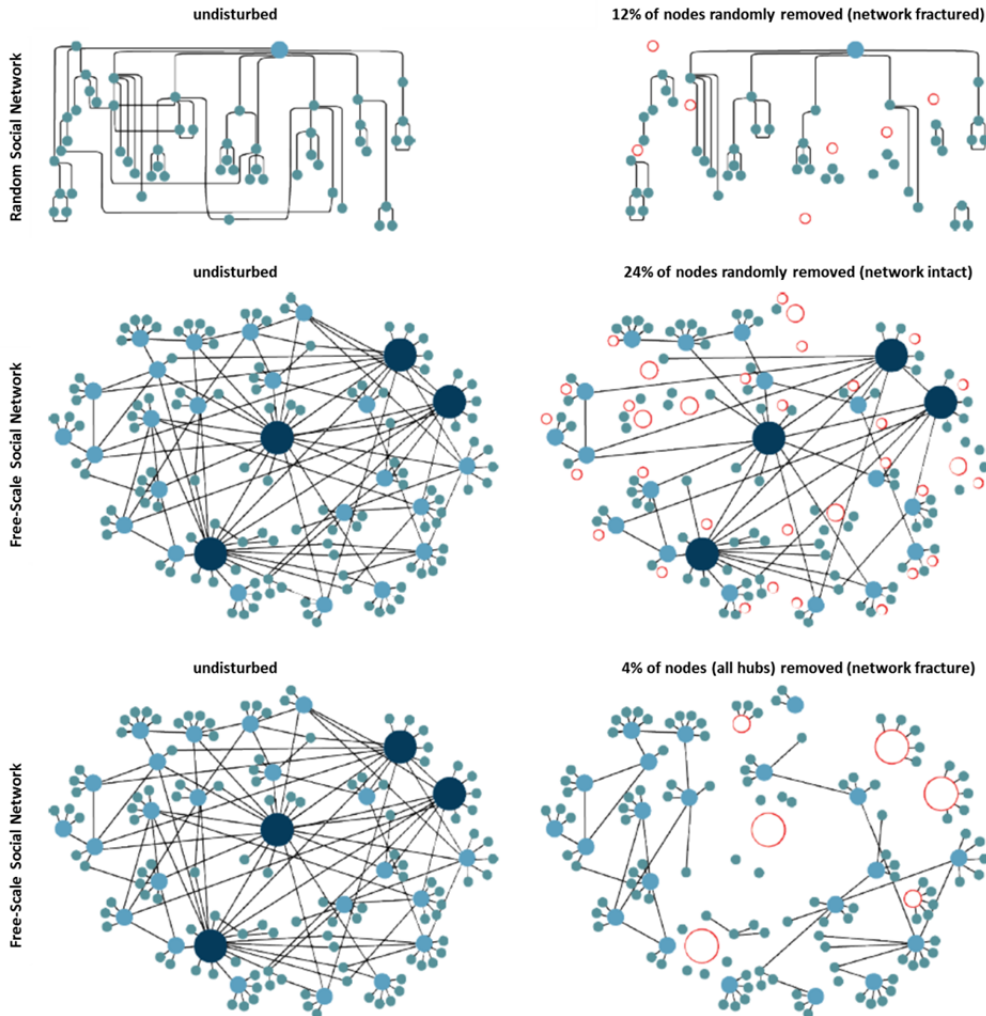 undisturbed
12% of nodes randomly removed (network fractured)
Random Social Network
undisturbed
24% of nodes randomly removed (network intact)
Free-Scale Social Network
undisturbed
4% of nodes (all hubs) removed (network fracture)
Free-Scale Social Network